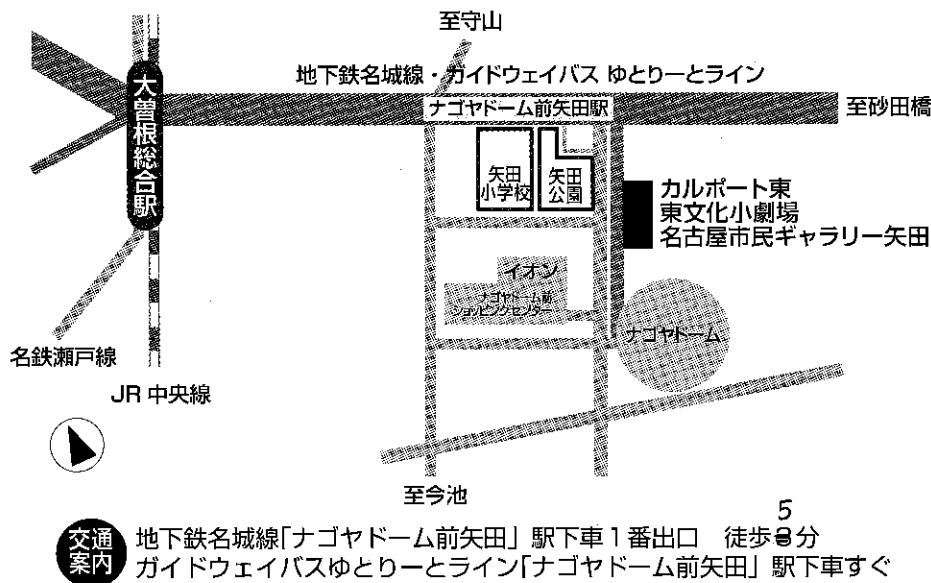 至守山
地下鉄名城線・ガイドウェイバス ゆとりーとライン
大曽根総合駅
ナゴヤドーム前矢田駅
至砂田橋
矢田
小学校
矢田
公園
カルポート東
東文化小劇場
名古屋市民ギャラリー矢田
イオン
ナゴヤドーム前
ショッピングセンター
ナゴヤドーム
名鉄瀬戸線
JR 中央線
至今池
交通
案内
5
地下鉄名城線「ナゴヤドーム前矢田」駅下車1番出口 徒歩分
ガイドウェイバスゆとりーとライン「ナゴヤドーム前矢田」駅下車すぐ